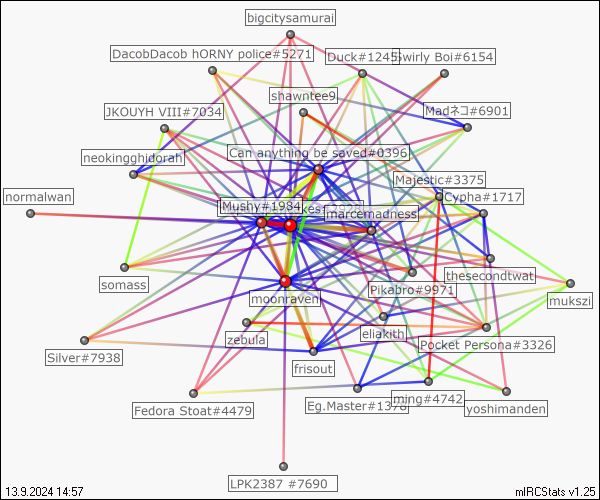 bigcitysamurai
DacobDacob hORNY police#5271
Duck#1245
Swirly Boi#6154
shawntee9
JKOUYH VIII#7034
Madネコ#6901
neokingghidorah
Can anything be saved#0396
Majestic#3375
normalwan
Mushy#1984
marcemadness
Cypha#1717
somass
Pikabro#9971
thesecondtwat
mukszi
moonraven
zebula
eliakith
Pocket Persona#3326
Silver#7938
frisout
Fedora Stoat#4479
Eg.Master#1378
ming#4742
yoshimanden
LPK2387 #7690
13.9.2024 14:57
mIRCStats v1.25